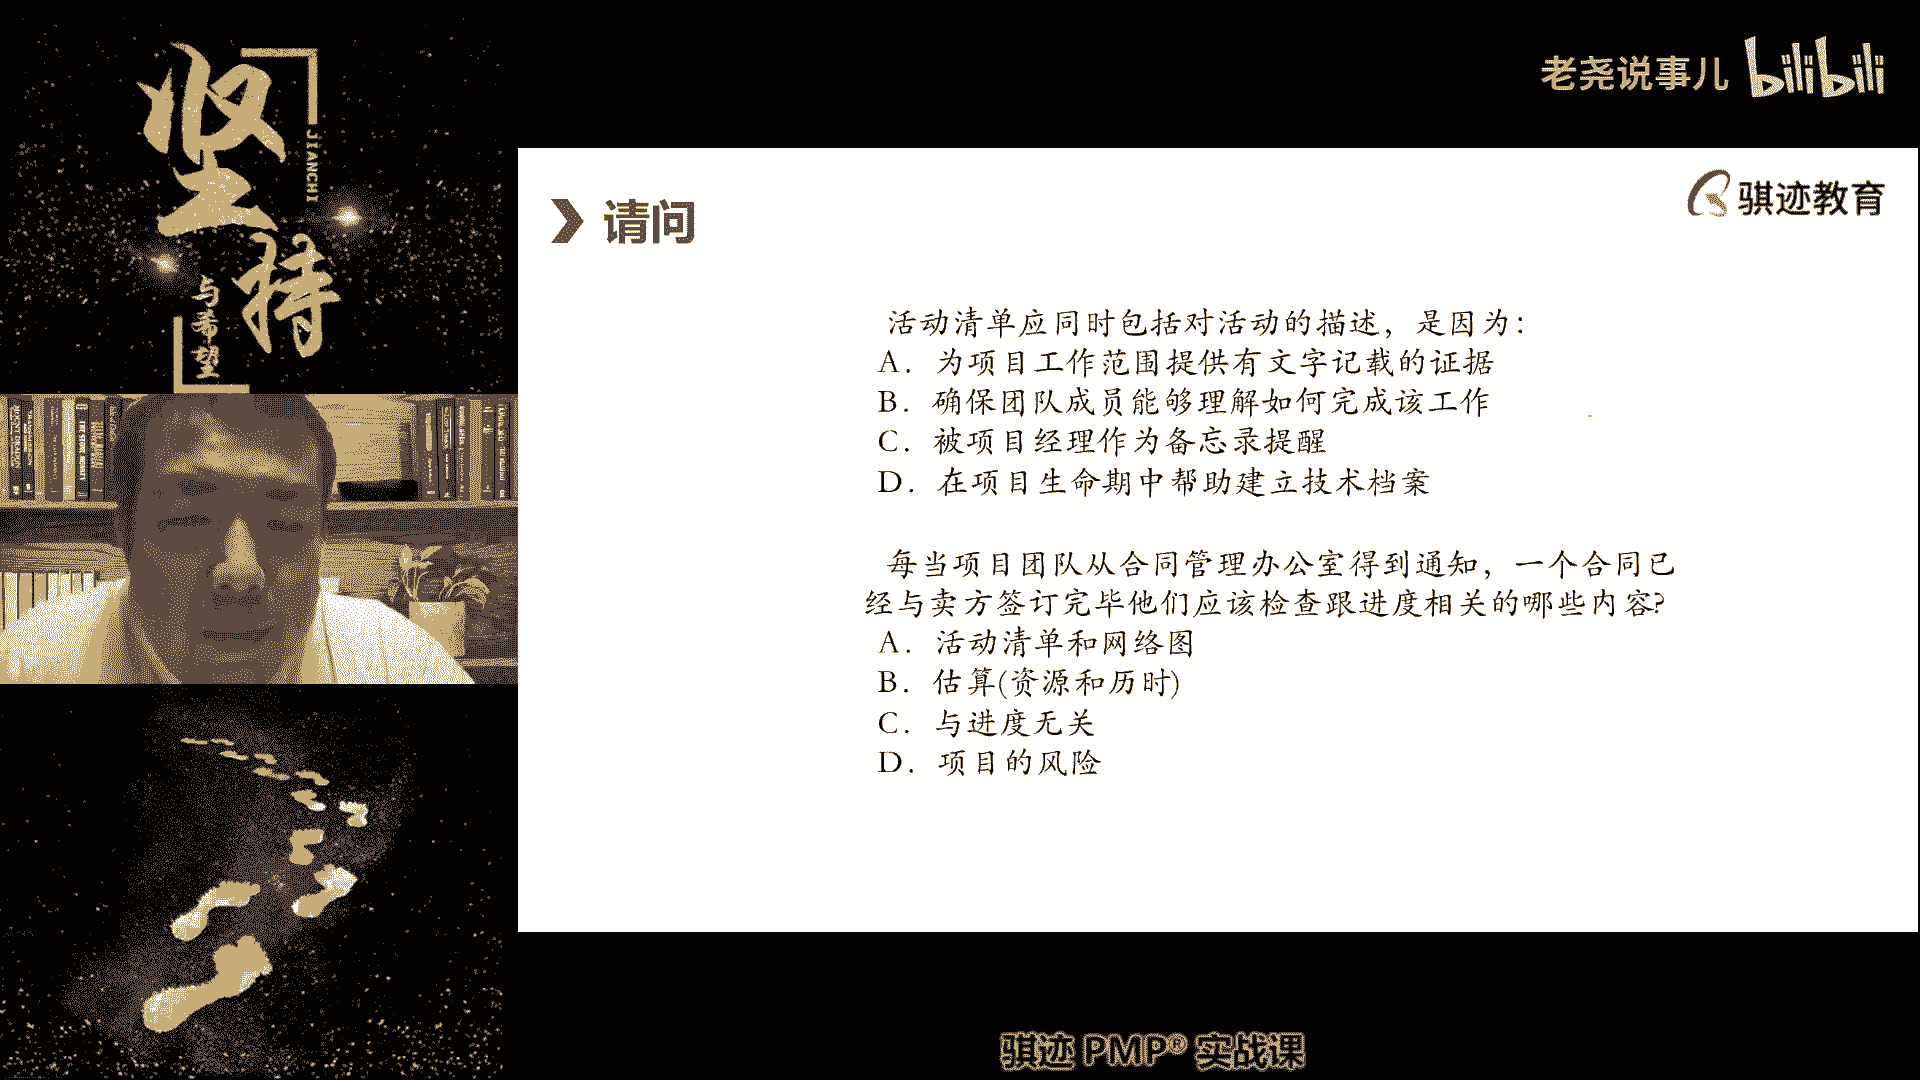 坚持
JIANCHI
与希望
老尧说事儿 bilibili
骐迹教育
请问
活动清单应同时包括对活动的描述，是因为：
A．为项目工作范围提供有文字记载的证据
B．确保团队成员能够理解如何完成该工作
C．被项目经理作为备忘录提醒
D．在项目生命期中帮助建立技术档案
每当项目团队从合同管理办公室得到通知，一个合同已
经与卖方签订完毕他们应该检查跟进度相关的哪些内容?
A．活动清单和网络图
B．估算(资源和历时)
C．与进度无关
D．项目的风险
骐迹 PMP® 实战课